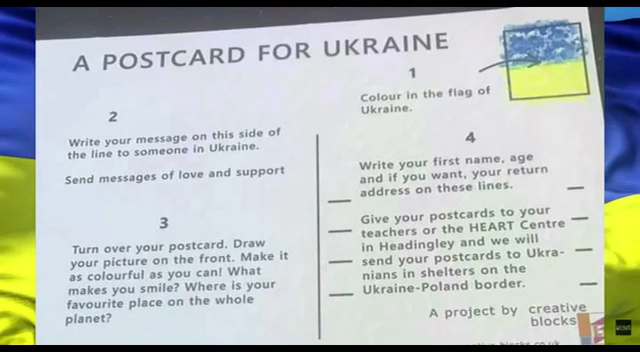 A POSTCARD FOR UKRAINE
1
Colour in the flag of
Ukraine.
2
Write your message on this side of
the line to someone in Ukraine.
Send messages of love and support
3
Turn over your postcard. Draw
your picture on the front. Make it
as colourful as you can! What
makes you smile? Where is your
favourite place on the whole
planet?
4
Write your first name, age
and if you want, your return
address on these lines.
Give your postcards to your
teachers or the HEART Centre
in Headingley and we will
send your postcards to Ukra-
nians in shelters on the
Ukraine-Poland border.
A project by creative
blocks